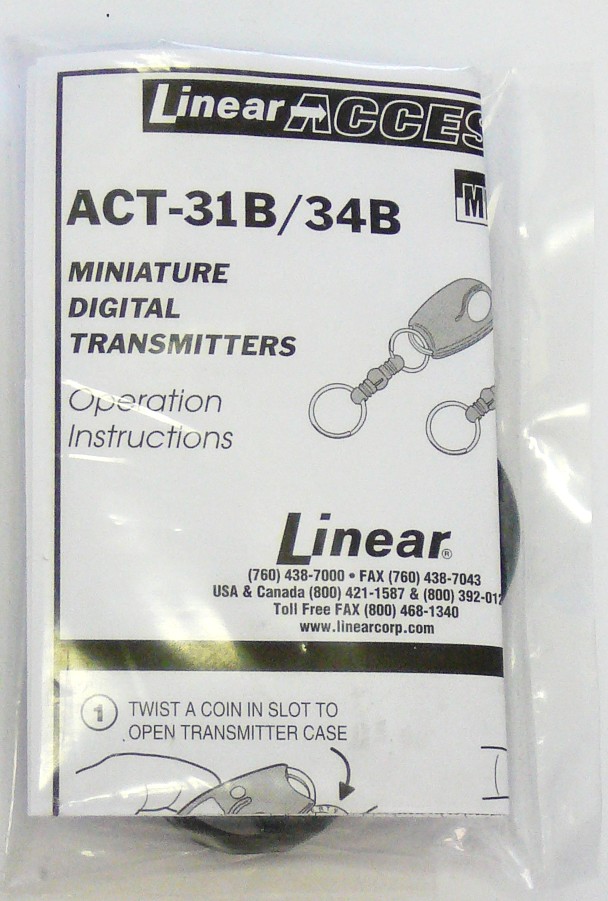 Linear ACCES
ACT-31B/34B
M
MINIATURE
DIGITAL
TRANSMITTERS
Operation
Instructions
Linear®
(760) 438-7000 • FAX (760) 438-7043
USA & Canada (800) 421-1587 & (800) 392-012
Toll Free FAX (800) 468-1340
www.linearcorp.com
1 TWIST A COIN IN SLOT TO
OPEN TRANSMITTER CASE